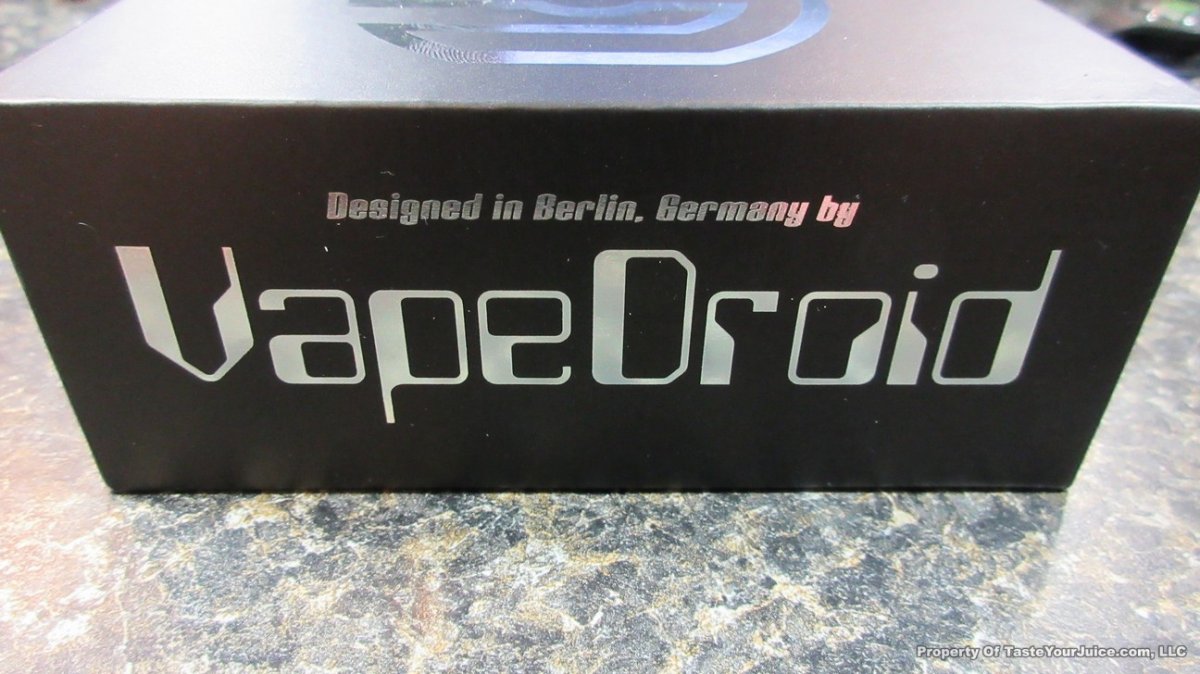 Designed in Berlin, Germany by
VapeDroid
Property Of TasteYourJuice.com, LLC